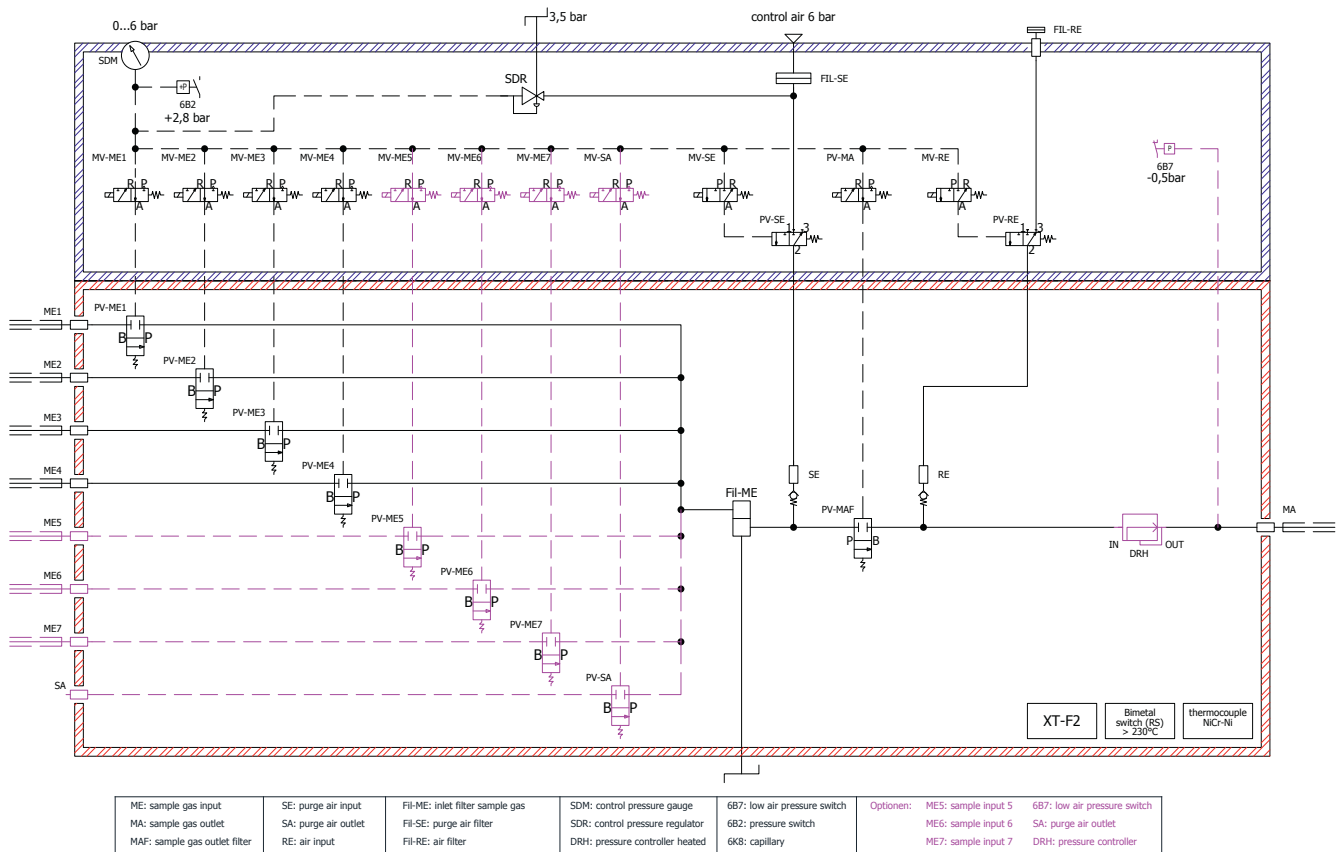 0...6 bar
3,5 bar
control air 6 bar
FIL-RE
SDM
+P
6B2
+2,8 bar
SDR
FIL-SE
MV-ME1
MV-ME2
MV-ME3
MV-ME4
MV-ME5
MV-ME6
MV-ME7
MV-SA
MV-SE
PV-MA
MV-RE
P
6B7
-0,5bar
R P
R P
R P
R P
R P
R P
R P
R P
P R
R P
P R
A
A
A
A
A
A
A
A
A
A
A
PV-SE
1 3
2
PV-RE
1 3
2
ME1
PV-ME1
B P
ME2
PV-ME2
B P
ME3
PV-ME3
B P
ME4
PV-ME4
B P
SE
RE
Fil-ME
PV-MAF
P B
MA
ME5
PV-ME5
B P
IN
DRH
OUT
ME6
PV-ME6
B P
ME7
PV-ME7
B P
SA
PV-SA
B P
XT-F2
Bimetal
switch (RS)
> 230°C
thermocouple
NiCr-Ni
ME: sample gas input
MA: sample gas outlet
MAF: sample gas outlet filter
SE: purge air input
SA: purge air outlet
RE: air input
Fil-ME: inlet filter sample gas
Fil-SE: purge air filter
Fil-RE: air filter
SDM: control pressure gauge
SDR: control pressure regulator
DRH: pressure controller heated
6B7: low air pressure switch
6B2: pressure switch
6K8: capillary
Optionen:
ME5: sample input 5
ME6: sample input 6
ME7: sample input 7
6B7: low air pressure switch
SA: purge air outlet
DRH: pressure controller